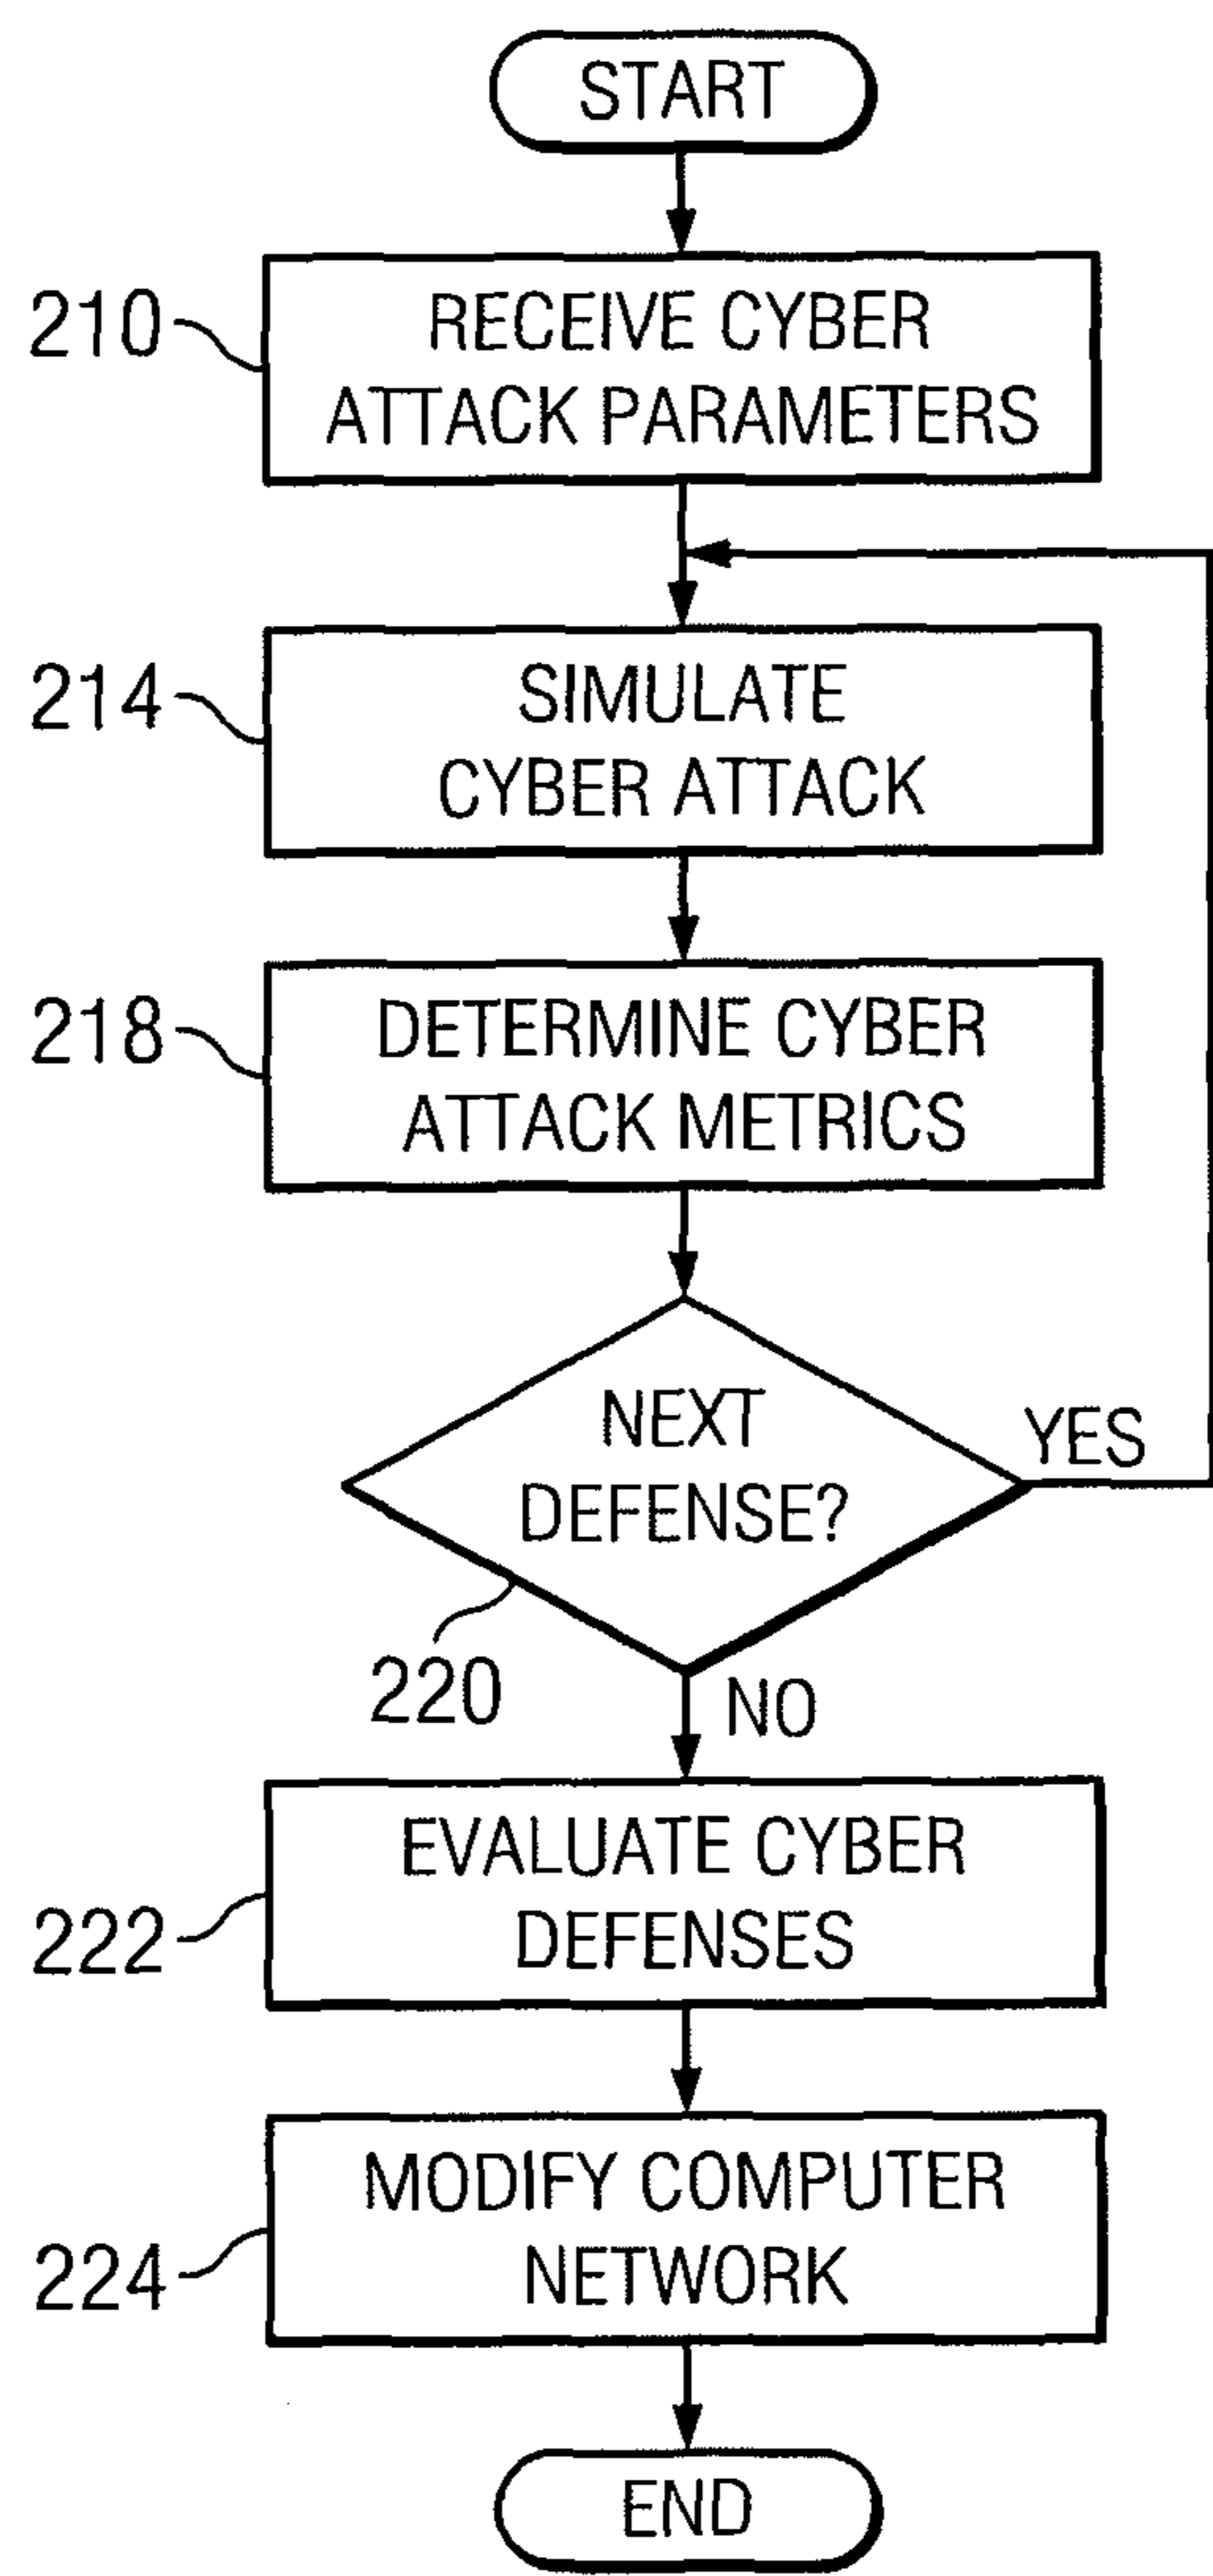 START
210
RECEIVE CYBER
ATTACK PARAMETERS
214
SIMULATE
CYBER ATTACK
218
DETERMINE CYBER
ATTACK METRICS
NEXT
DEFENSE?
YES
220
NO
222
EVALUATE CYBER
DEFENSES
224
MODIFY COMPUTER
NETWORK
END